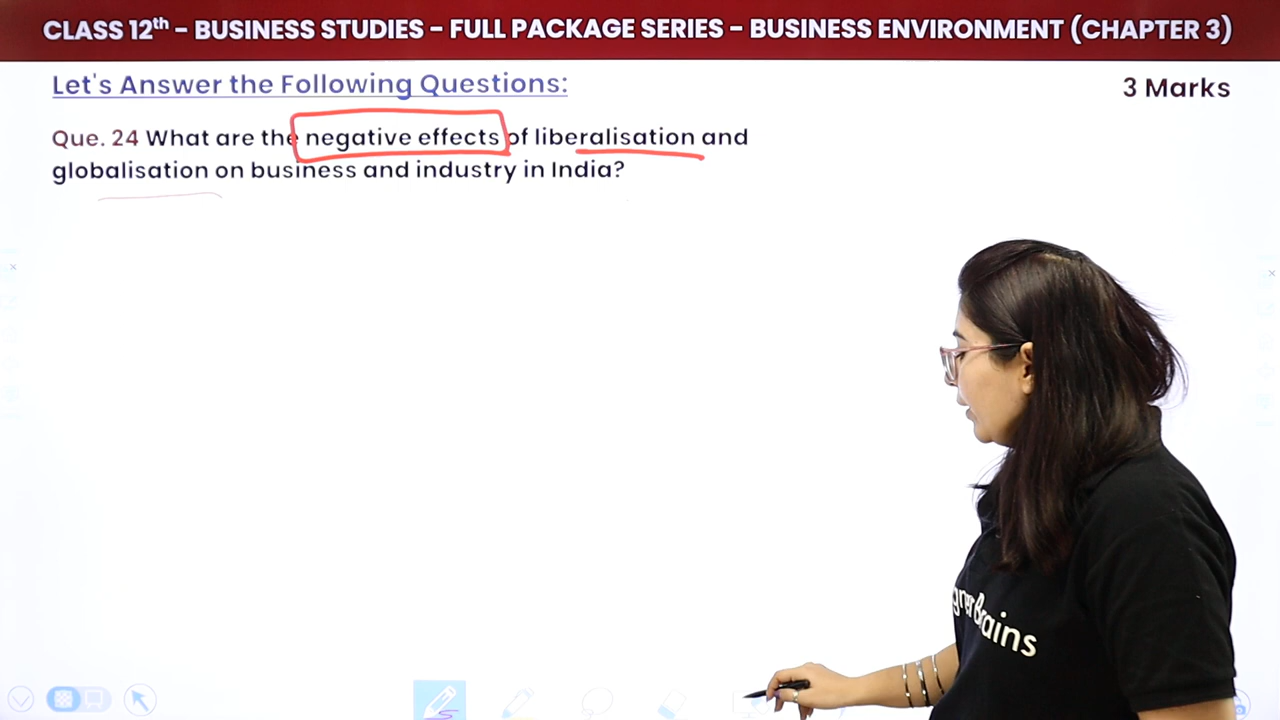 CLASS 12th - BUSINESS STUDIES - FULL PACKAGE SERIES - BUSINESS ENVIRONMENT (CHAPTER 3)
Let's Answer the Following Questions:
3 Marks
Que. 24 What are the negative effects of liberalisation and
globalisation on business and industry in India?
Brains